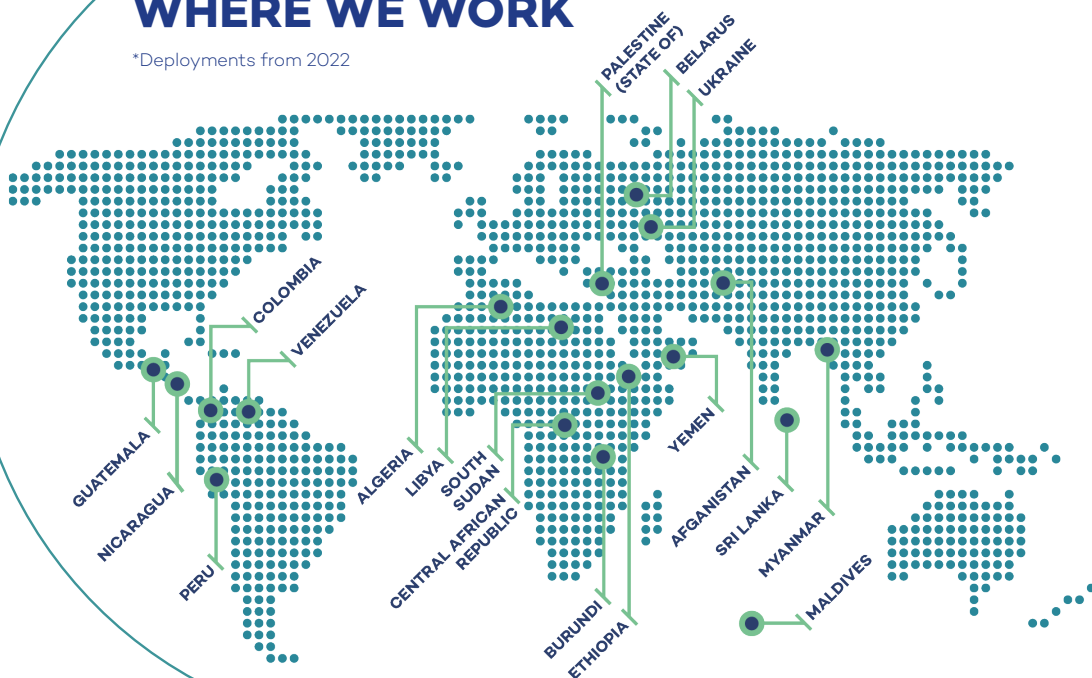 WHERE WE WORK
*Deployments from 2022
PALESTINE
(STATE OF)
BELARUS
UKRAINE
COLOMBIA
VENEZUELA
GUATEMALA
NICARAGUA
PERU
ALGERIA
LIBYA
SOUTH
SUDAN
CENTRAL AFRICAN
REPUBLIC
BURUNDI
ETHIOPIA
YEMEN
AFGANISTAN
SRI LANKA
MYANMAR
MALDIVES